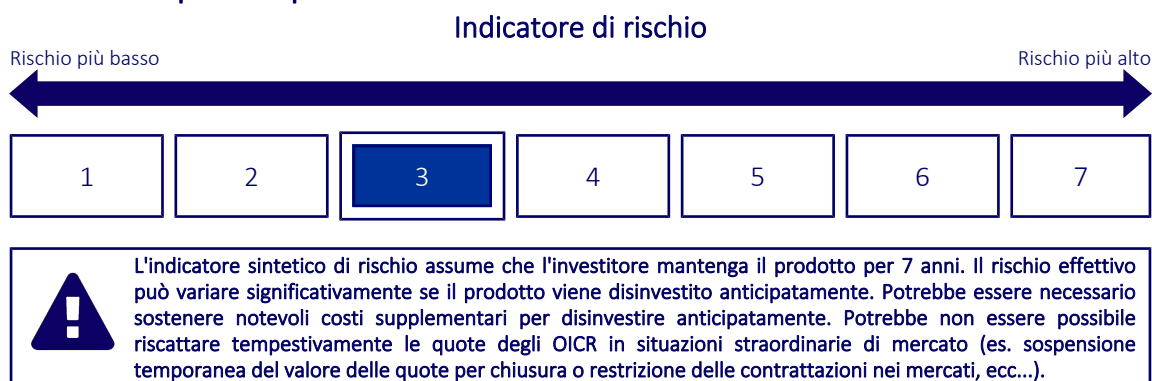 Indicatore di rischio
Rischio più basso
Rischio più alto
1 2 3 4 5 6 7
L'indicatore sintetico di rischio assume che l'investitore mantenga il prodotto per 7 anni. Il rischio effettivo
può variare significativamente se il prodotto viene disinvestito anticipatamente. Potrebbe essere necessario
sostenere notevoli costi supplementari per disinvestire anticipatamente. Potrebbe non essere possibile
riscattare tempestivamente le quote degli OICR in situazioni straordinarie di mercato (es. sospensione
temporanea del valore delle quote per chiusura o restrizione delle contrattazioni nei mercati, ecc...).